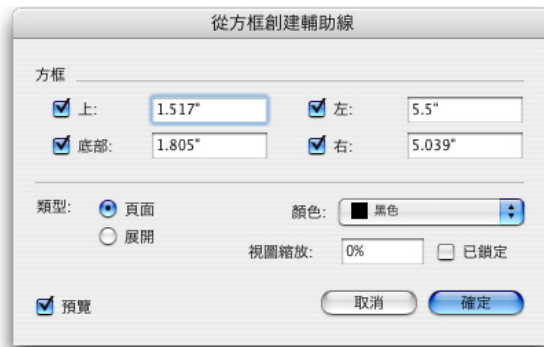 從方框創建輔助線
方框
上: 1.517" 左: 5.5"
底部: 1.805" 右: 5.039"
類型: 頁面 顏色: 黑色
展開
視圖縮放: 0% 已鎖定
預覽 取消 確定